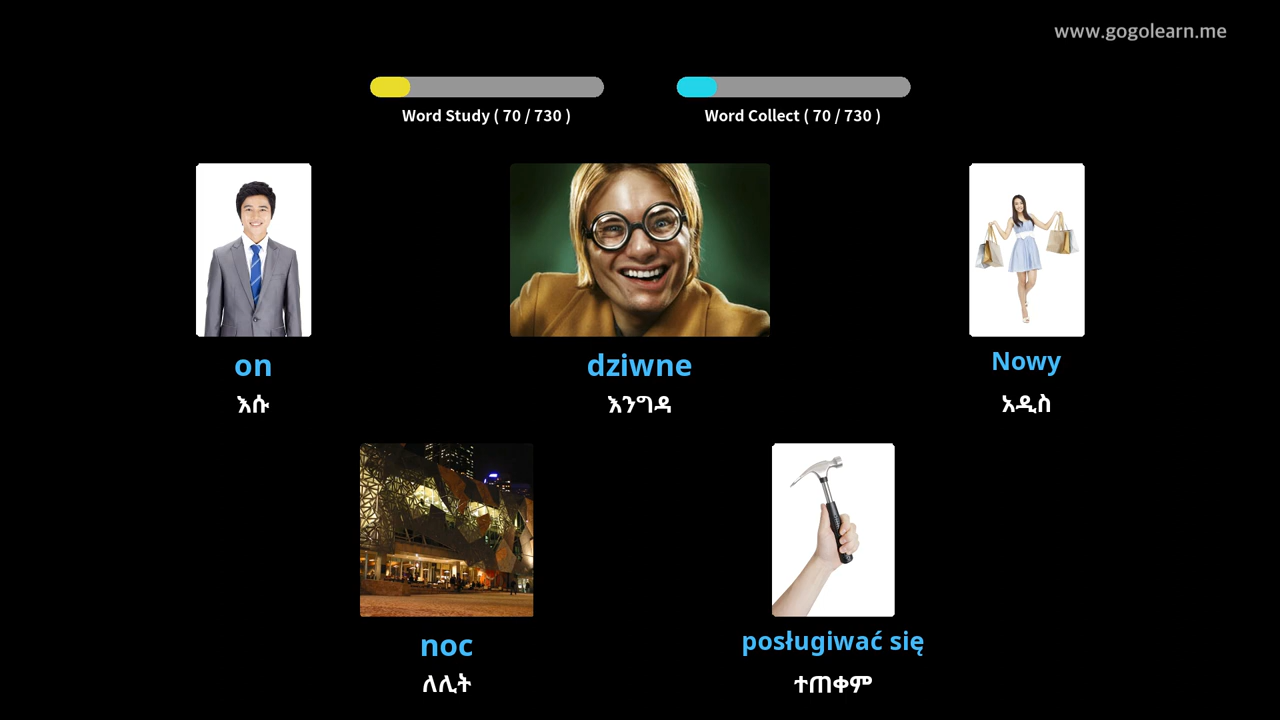 www.gogolearn.me
Word Study ( 70 / 730 )
Word Collect ( 70 / 730 )
on
እሱ
dziwne
እንግዳ
Nowy
አዲስ
noc
ለሊት
posługiwać się
ተጠቀም